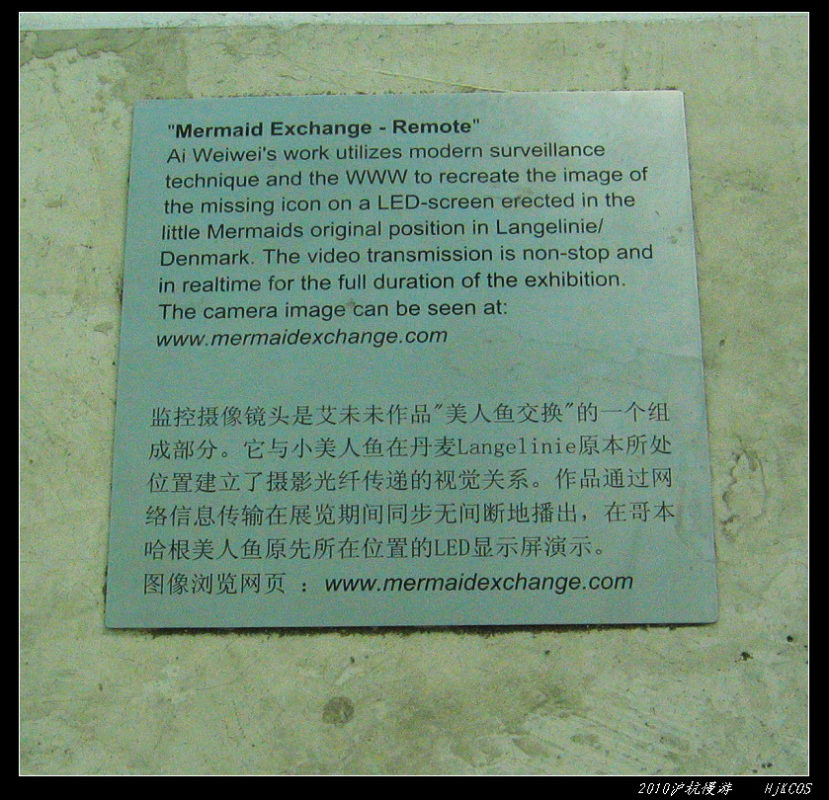 "Mermaid Exchange - Remote"
Ai Weiwei's work utilizes modern surveillance
technique and the WWW to recreate the image of
the missing icon on a LED-screen erected in the
little Mermaids original position in Langelinie/
Denmark. The video transmission is non-stop and
in realtime for the full duration of the exhibition.
The camera image can be seen at:
www.mermaidexchange.com
监控摄像镜头是艾未未作品"美人鱼交换"的一个组
成部分。它与小美人鱼在丹麦Langelinie原本所处
位置建立了摄影光纤传递的视觉关系。作品通过网
络信息传输在展览期间同步无间断地播出，在哥本
哈根美人鱼原先所在位置的LED显示屏演示。
图像浏览网页 ：www.mermaidexchange.com
2010沪杭慢游 HjKCOS